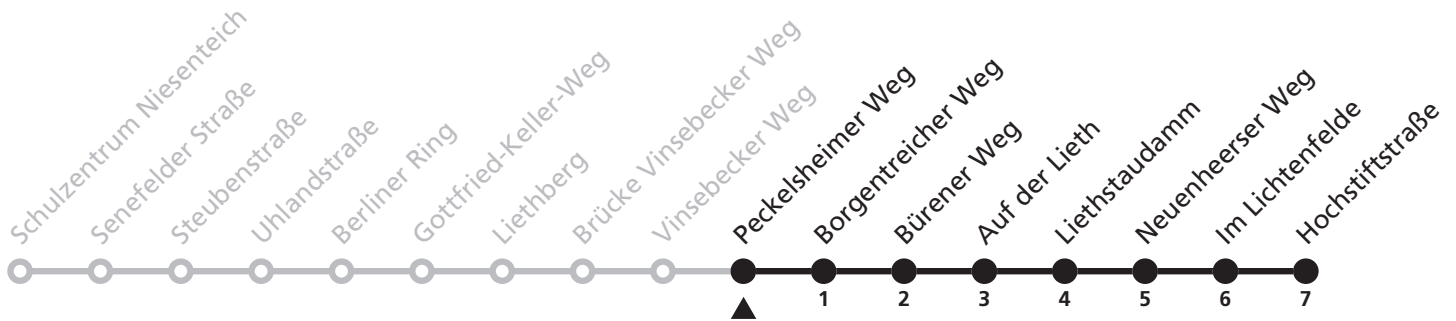 Schulzentrum Niesenteich
Senefelder Straße
Steubenstraße
Uhlandstraße
Berliner Ring
Gottfried-Keller-Weg
Liethberg
Brücke Vinsebecker Weg
Vinsebecker Weg
Peckelsheimer Weg
Borgentreicher Weg
Bürener Weg
Auf der Lieth
Liethstaudamm
Neuenheerser Weg
Im Lichtenfelde
Hochstiftstraße
1 2 3 4 5 6 7